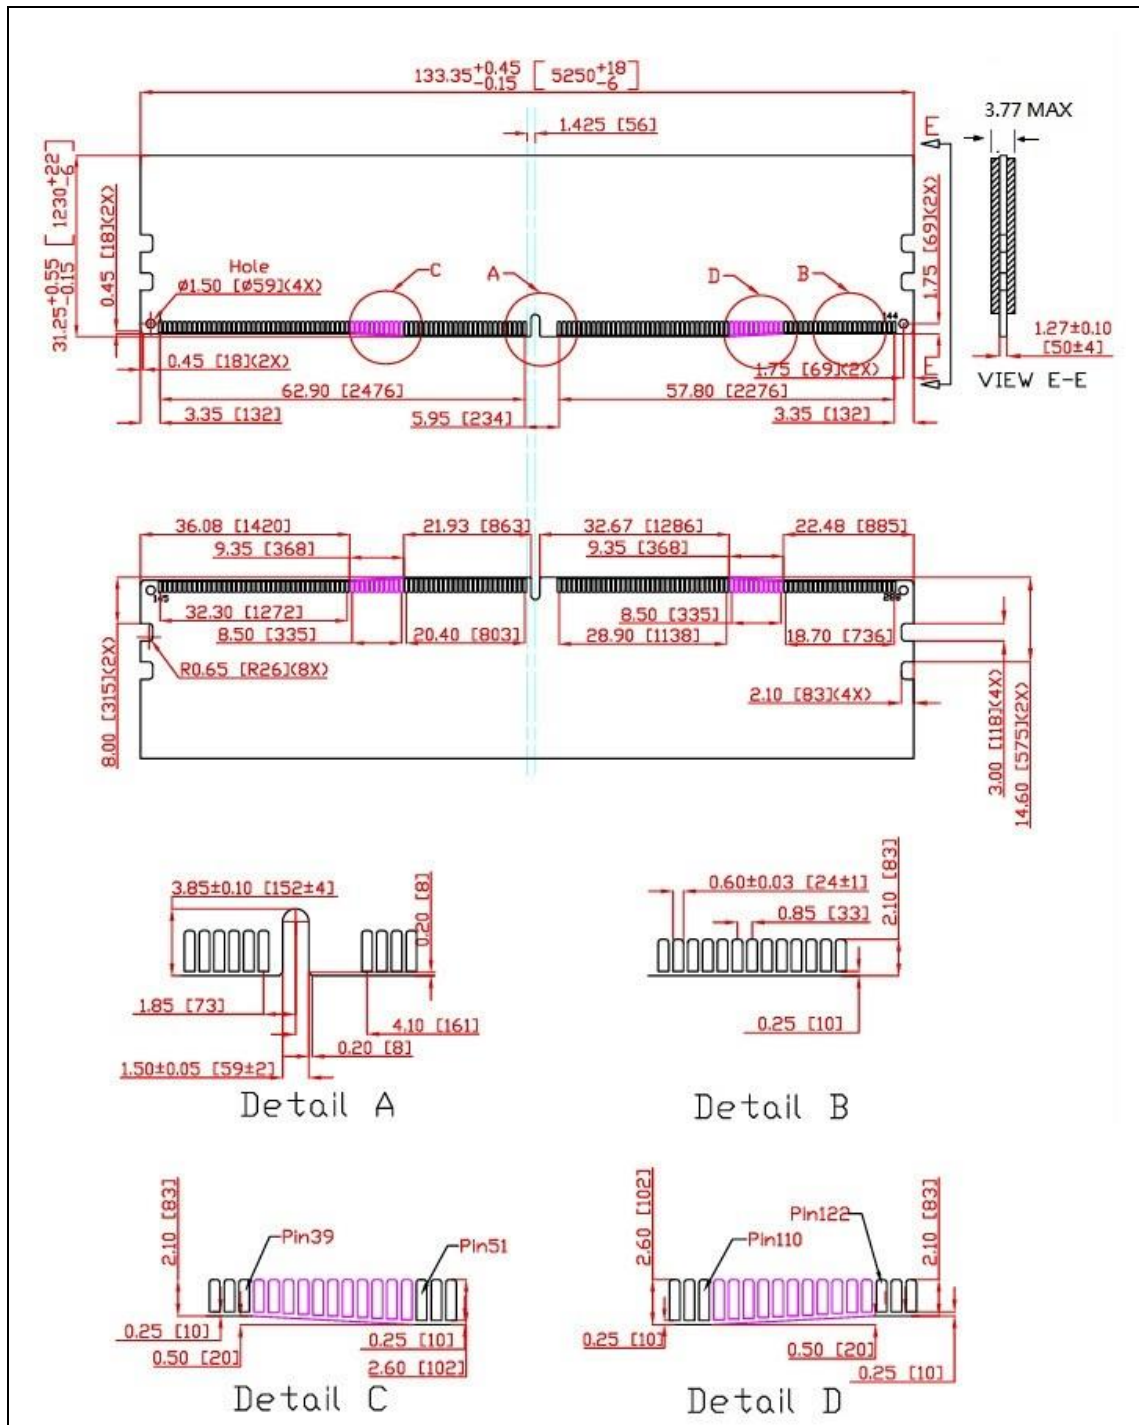 133.35+0.45-0.15 [5250+18-6]
1.425 [56]
3.77 MAX
E
31.25+0.55-0.15 [1230+22-6]
0.45 [18](2X)
Hole
Ø1.50 [Ø59](4X)
C
A
D
B
1.75 [69](2X)
144
1.27±0.10
[50±4]
0.45 [18](2X)
1.75 [69](2X)
VIEW E-E
62.90 [2476]
57.80 [2276]
3.35 [132]
5.95 [234]
3.35 [132]
36.08 [1420]
21.93 [863]
32.67 [1286]
22.48 [885]
9.35 [368]
9.35 [368]
145
32.30 [1272]
8.50 [335]
8.50 [335]
20.40 [803]
28.90 [1138]
18.70 [736]
R0.65 [R26](8X)
2.10 [83](4X)
8.00 [315](2X)
3.00 [118](4X)
14.60 [575](2X)
3.85±0.10 [152±4]
0.20 [8]
0.60±0.03 [24±1]
2.10 [83]
0.85 [33]
1.85 [73]
4.10 [161]
0.25 [10]
0.20 [8]
1.50±0.05 [59±2]
Detail A
Detail B
2.10 [83]
Pin39
Pin51
2.60 [102]
Pin122
Pin110
2.10 [83]
0.25 [10]
0.25 [10]
0.25 [10]
0.50 [20]
2.60 [102]
0.50 [20]
0.25 [10]
Detail C
Detail D